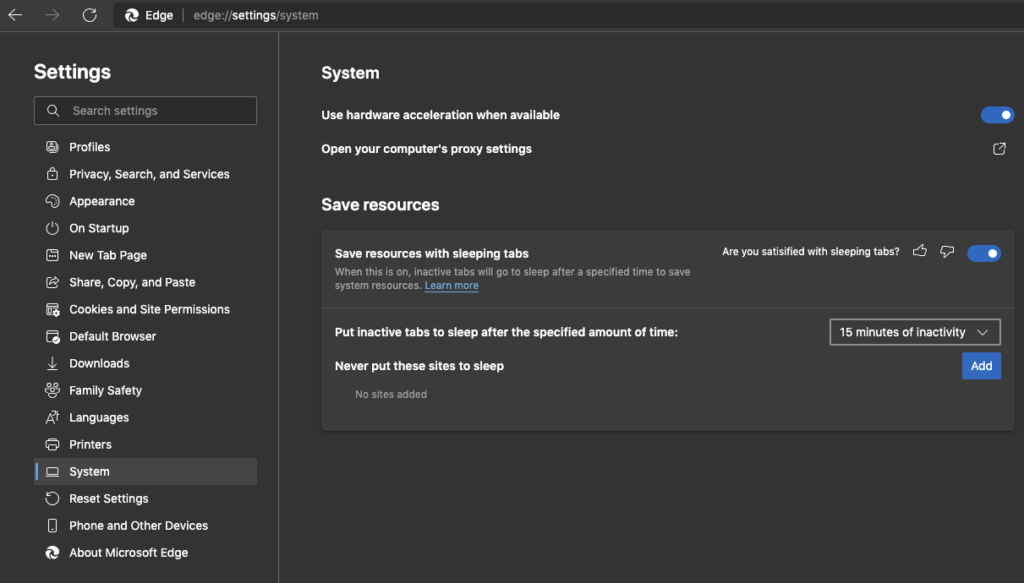 Edge
edge://settings/system
Settings
Search settings
Profiles
Privacy, Search, and Services
Appearance
On Startup
New Tab Page
Share, Copy, and Paste
Cookies and Site Permissions
Default Browser
Downloads
Family Safety
Languages
Printers
System
Reset Settings
Phone and Other Devices
About Microsoft Edge
System
Use hardware acceleration when available
Open your computer's proxy settings
Save resources
Save resources with sleeping tabs
Are you satisified with sleeping tabs?
When this is on, inactive tabs will go to sleep after a specified time to save
system resources. Learn more
Put inactive tabs to sleep after the specified amount of time:
15 minutes of inactivity
Never put these sites to sleep
Add
No sites added